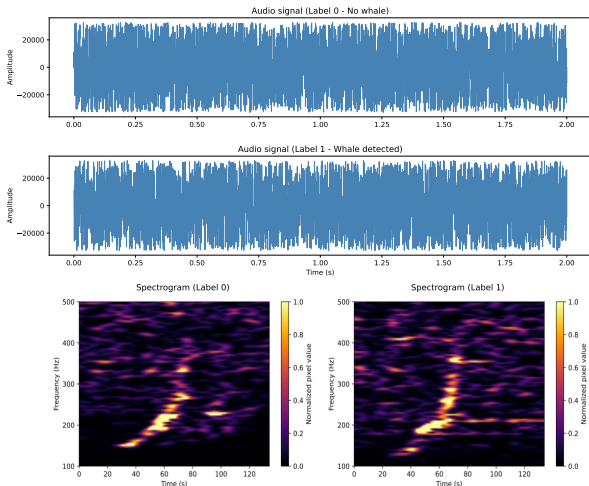 Audio signal (Label 0 - No whale)
Amplitude
20000
0
−20000
0.00 0.25 0.50 0.75 1.00 1.25 1.50 1.75 2.00
Audio signal (Label 1 - Whale detected)
Amplitude
20000
0
−20000
0.00 0.25 0.50 0.75 1.00 1.25 1.50 1.75 2.00
Time (s)
Spectrogram (Label 0)
Frequency (Hz)
500
400
300
200
100
0 20 40 60 80 100 120
Time (s)
1.0
0.8
0.6
0.4
0.2
0.0
Normalized pixel value
Spectrogram (Label 1)
Frequency (Hz)
500
400
300
200
100
0 20 40 60 80 100 120
Time (s)
1.0
0.8
0.6
0.4
0.2
0.0
Normalized pixel value